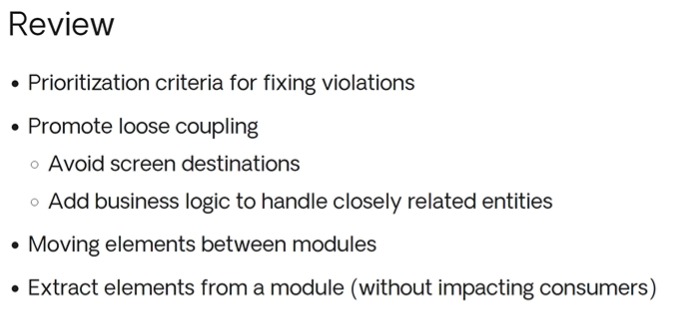 Review
• Prioritization criteria for fixing violations
• Promote loose coupling
○ Avoid screen destinations
○ Add business logic to handle closely related entities
• Moving elements between modules
• Extract elements from a module (without impacting consumers)